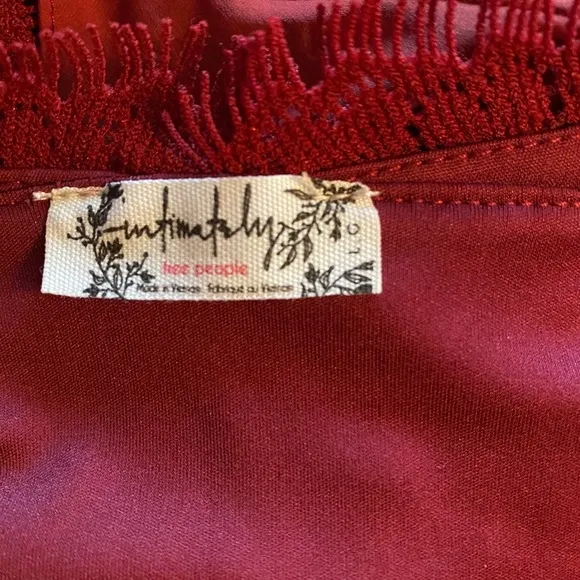 intimately
free people
Made in Vietnam Fabriqué au Vietnam